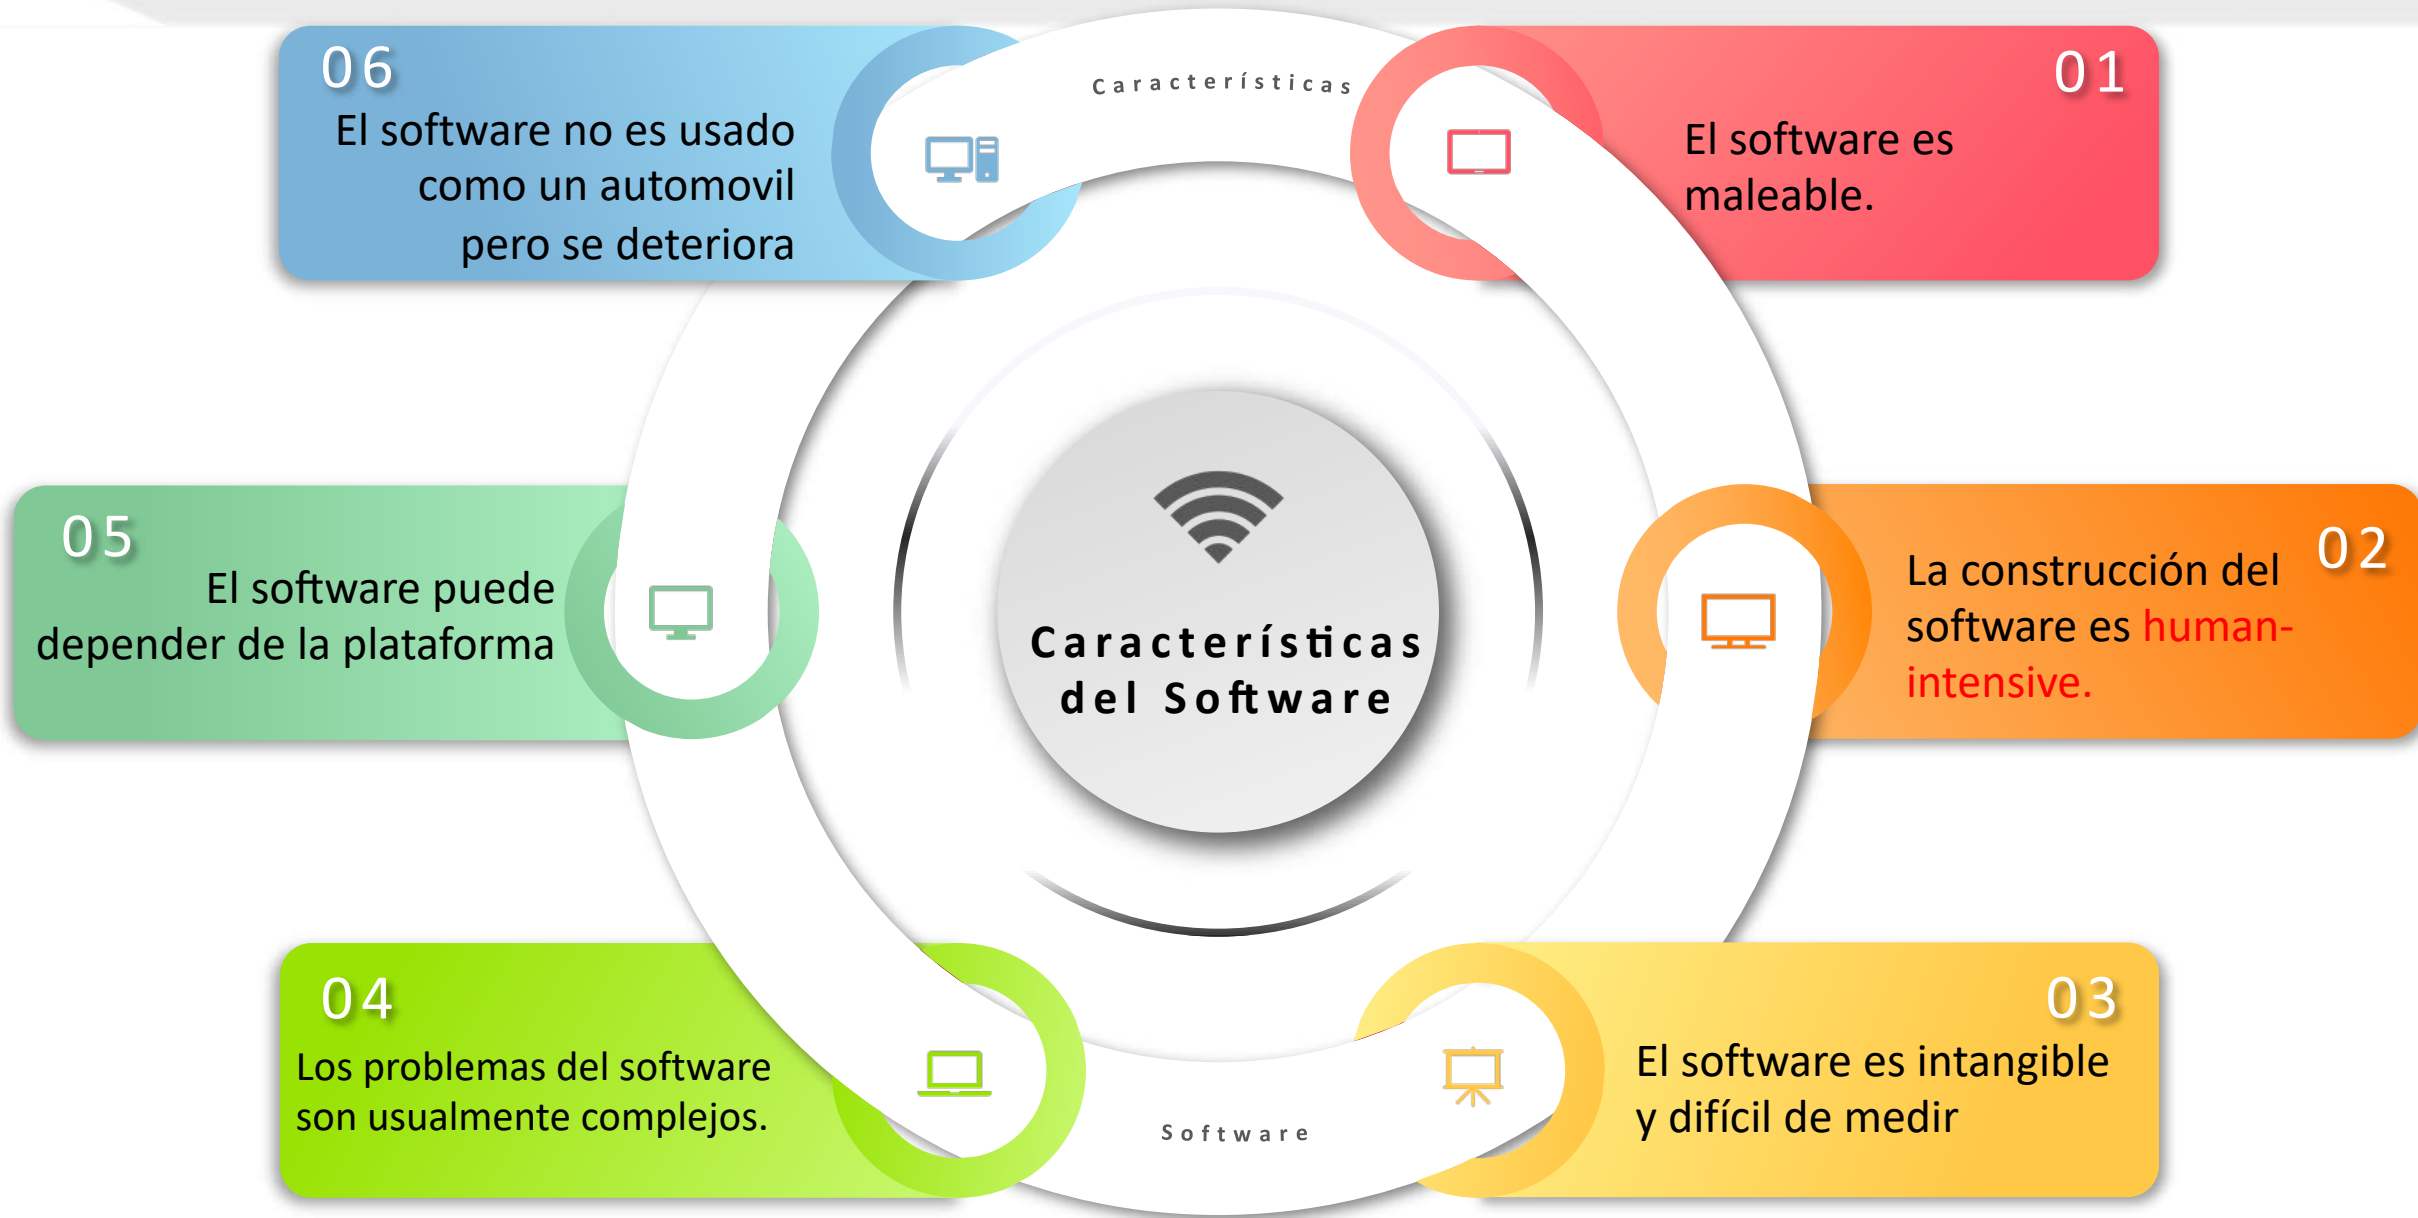 Características
01
El software es
maleable.
02
La construcción del
software es human-
intensive.
03
El software es intangible
y difícil de medir
04
Los problemas del software
son usualmente complejos.
05
El software puede
depender de la plataforma
06
El software no es usado
como un automovil
pero se deteriora
Características
del Software
Software